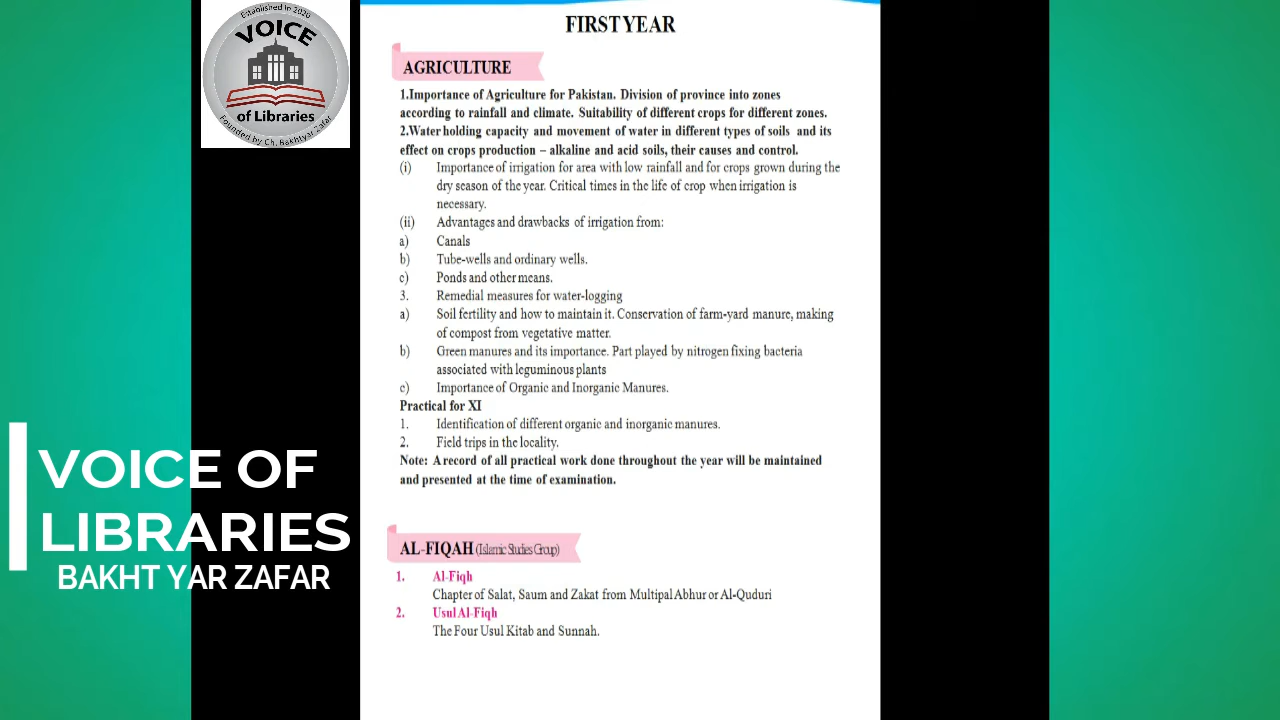 Established in 2020
VOICE
of Libraries
Founded by Ch. Bakhtyar Zafar
VOICE OF
LIBRARIES
BAKHT YAR ZAFAR
FIRST YEAR
AGRICULTURE
1.Importance of Agriculture for Pakistan. Division of province into zones
according to rainfall and climate. Suitability of different crops for different zones.
2.Water holding capacity and movement of water in different types of soils and its
effect on crops production – alkaline and acid soils, their causes and control.
(i) Importance of irrigation for area with low rainfall and for crops grown during the
dry season of the year. Critical times in the life of crop when irrigation is
necessary.
(ii) Advantages and drawbacks of irrigation from:
a) Canals
b) Tube-wells and ordinary wells.
c) Ponds and other means.
3. Remedial measures for water-logging
a) Soil fertility and how to maintain it. Conservation of farm-yard manure, making
of compost from vegetative matter.
b) Green manures and its importance. Part played by nitrogen fixing bacteria
associated with leguminous plants
c) Importance of Organic and Inorganic Manures.
Practical for XI
1. Identification of different organic and inorganic manures.
2. Field trips in the locality.
Note: A record of all practical work done throughout the year will be maintained
and presented at the time of examination.
AL-FIQAH (Islamic Studies Group)
1. Al-Fiqh
Chapter of Salat, Saum and Zakat from Multipal Abhur or Al-Quduri
2. Usul Al-Fiqh
The Four Usul Kitab and Sunnah.